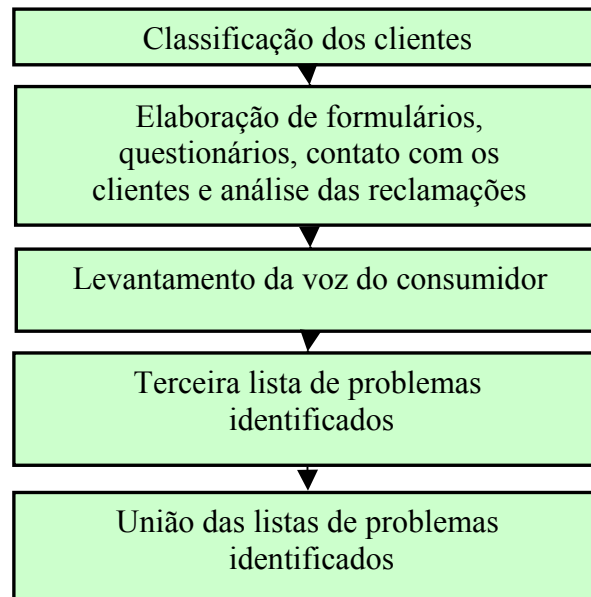 Classificação dos clientes
Elaboração de formulários,
questionários, contato com os
clientes e análise das reclamações
Levantamento da voz do consumidor
Terceira lista de problemas
identificados
União das listas de problemas
identificados